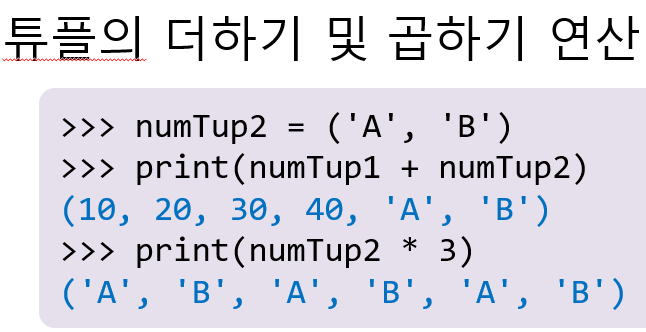 튜플의 더하기 및 곱하기 연산
>>> numTup2 = ('A', 'B')
>>> print(numTup1 + numTup2)
(10, 20, 30, 40, 'A', 'B')
>>> print(numTup2 * 3)
('A', 'B', 'A', 'B', 'A', 'B')